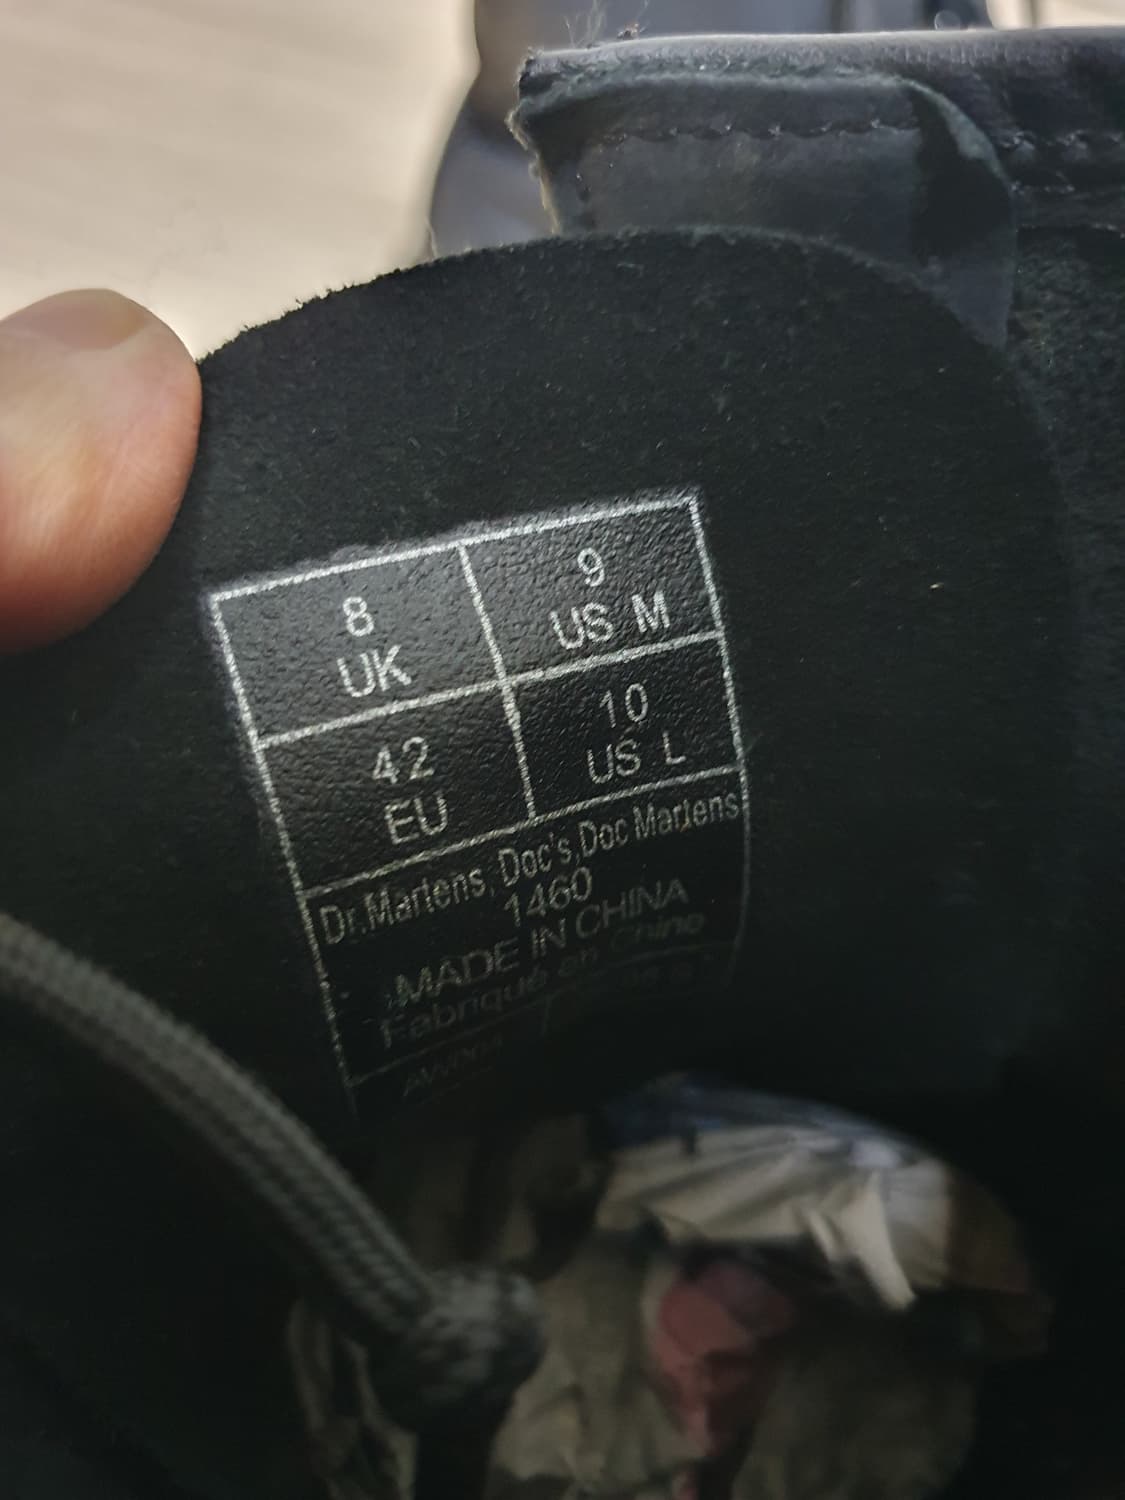 8
UK
9
US M
42
EU
10
US L
Dr.Martens, Doc's,Doc Martens
1460
MADE IN CHINA
Fabriqué en Chine